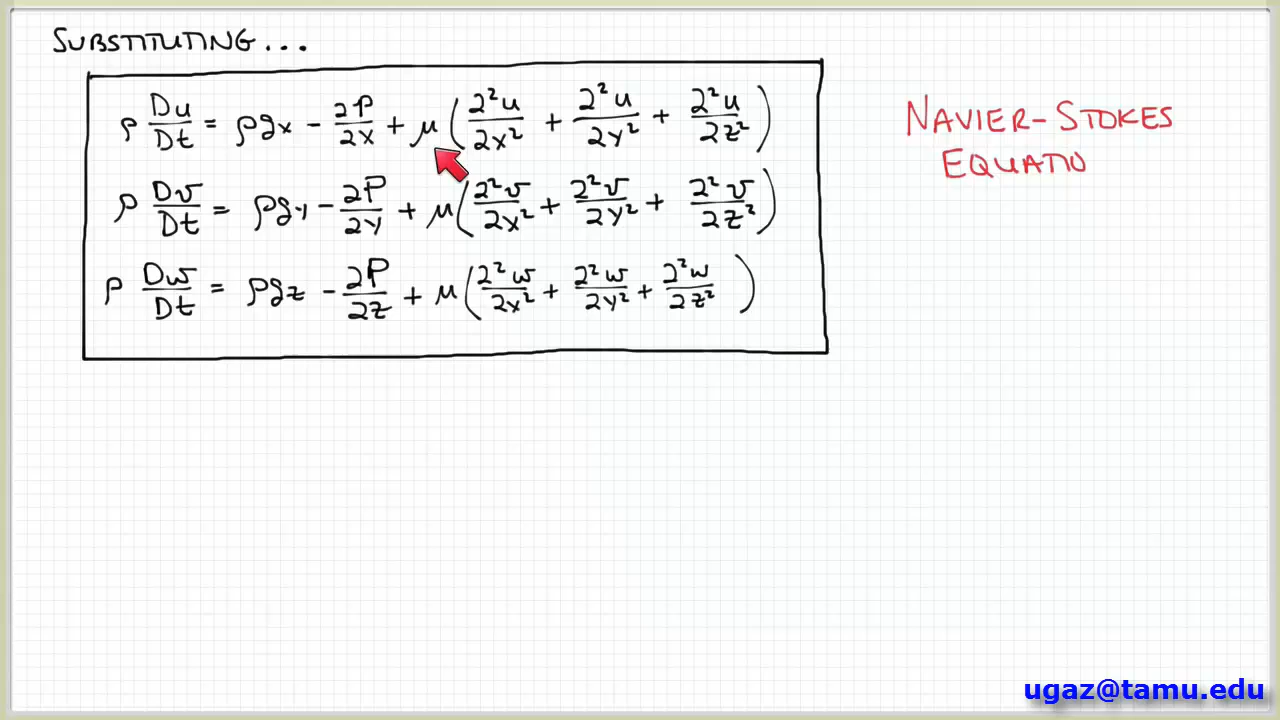 SUBSTITUTING...
ρ Du/Dt = ρgx - ∂P/∂x + μ(∂²u/∂x² + ∂²u/∂y² + ∂²u/∂z²)
NAVIER-STOKES
EQUATIO
ρ Dv/Dt = ρgy - ∂P/∂y + μ(∂²v/∂x² + ∂²v/∂y² + ∂²v/∂z²)
ρ Dw/Dt = ρgz - ∂P/∂z + μ(∂²w/∂x² + ∂²w/∂y² + ∂²w/∂z²)
ugaz@tamu.edu